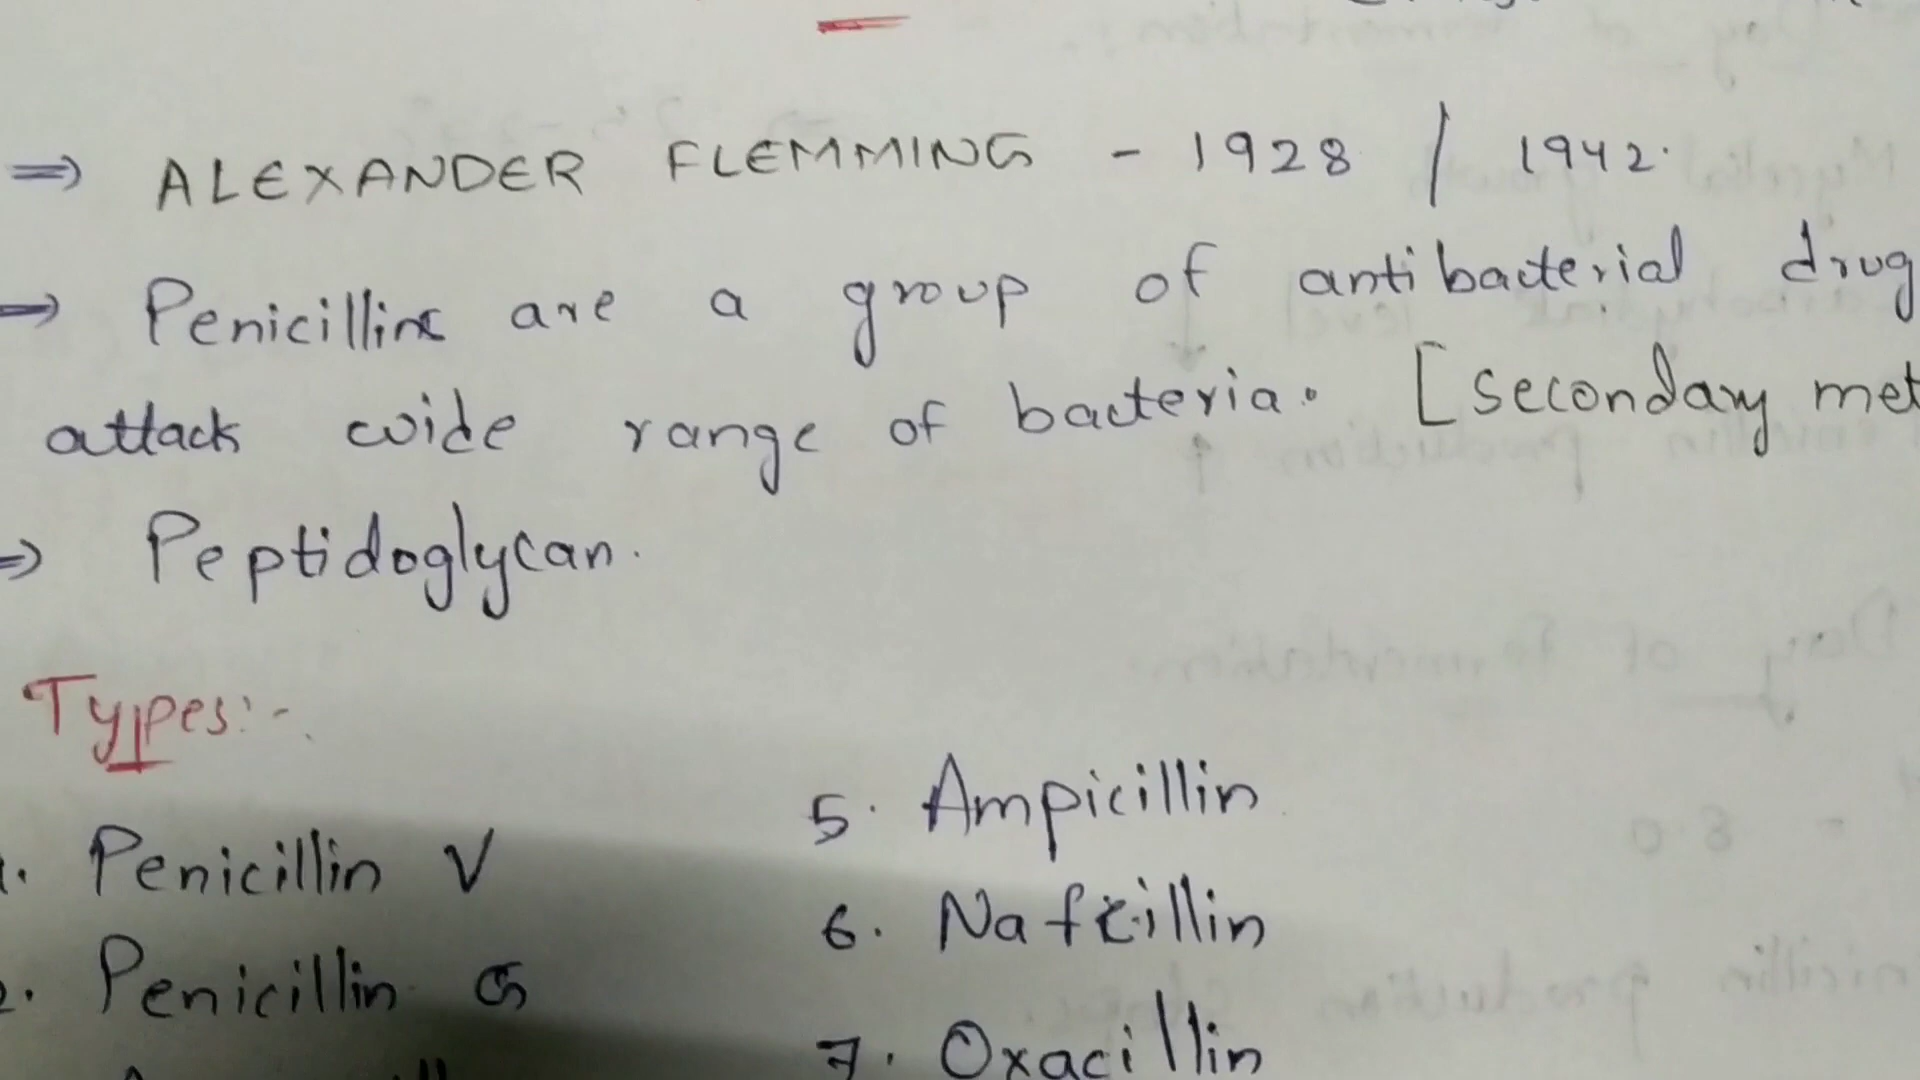 ⇒ ALEXANDER FLEMMING - 1928 / 1942.
⇒ Penicillins are a group of antibacterial drug
attack wide range of bacteria. [secondary met
⇒ Peptidoglycan.
Types:-
1. Penicillin V
2. Penicillin G
5. Ampicillin
6. Nafcillin
7. Oxacillin